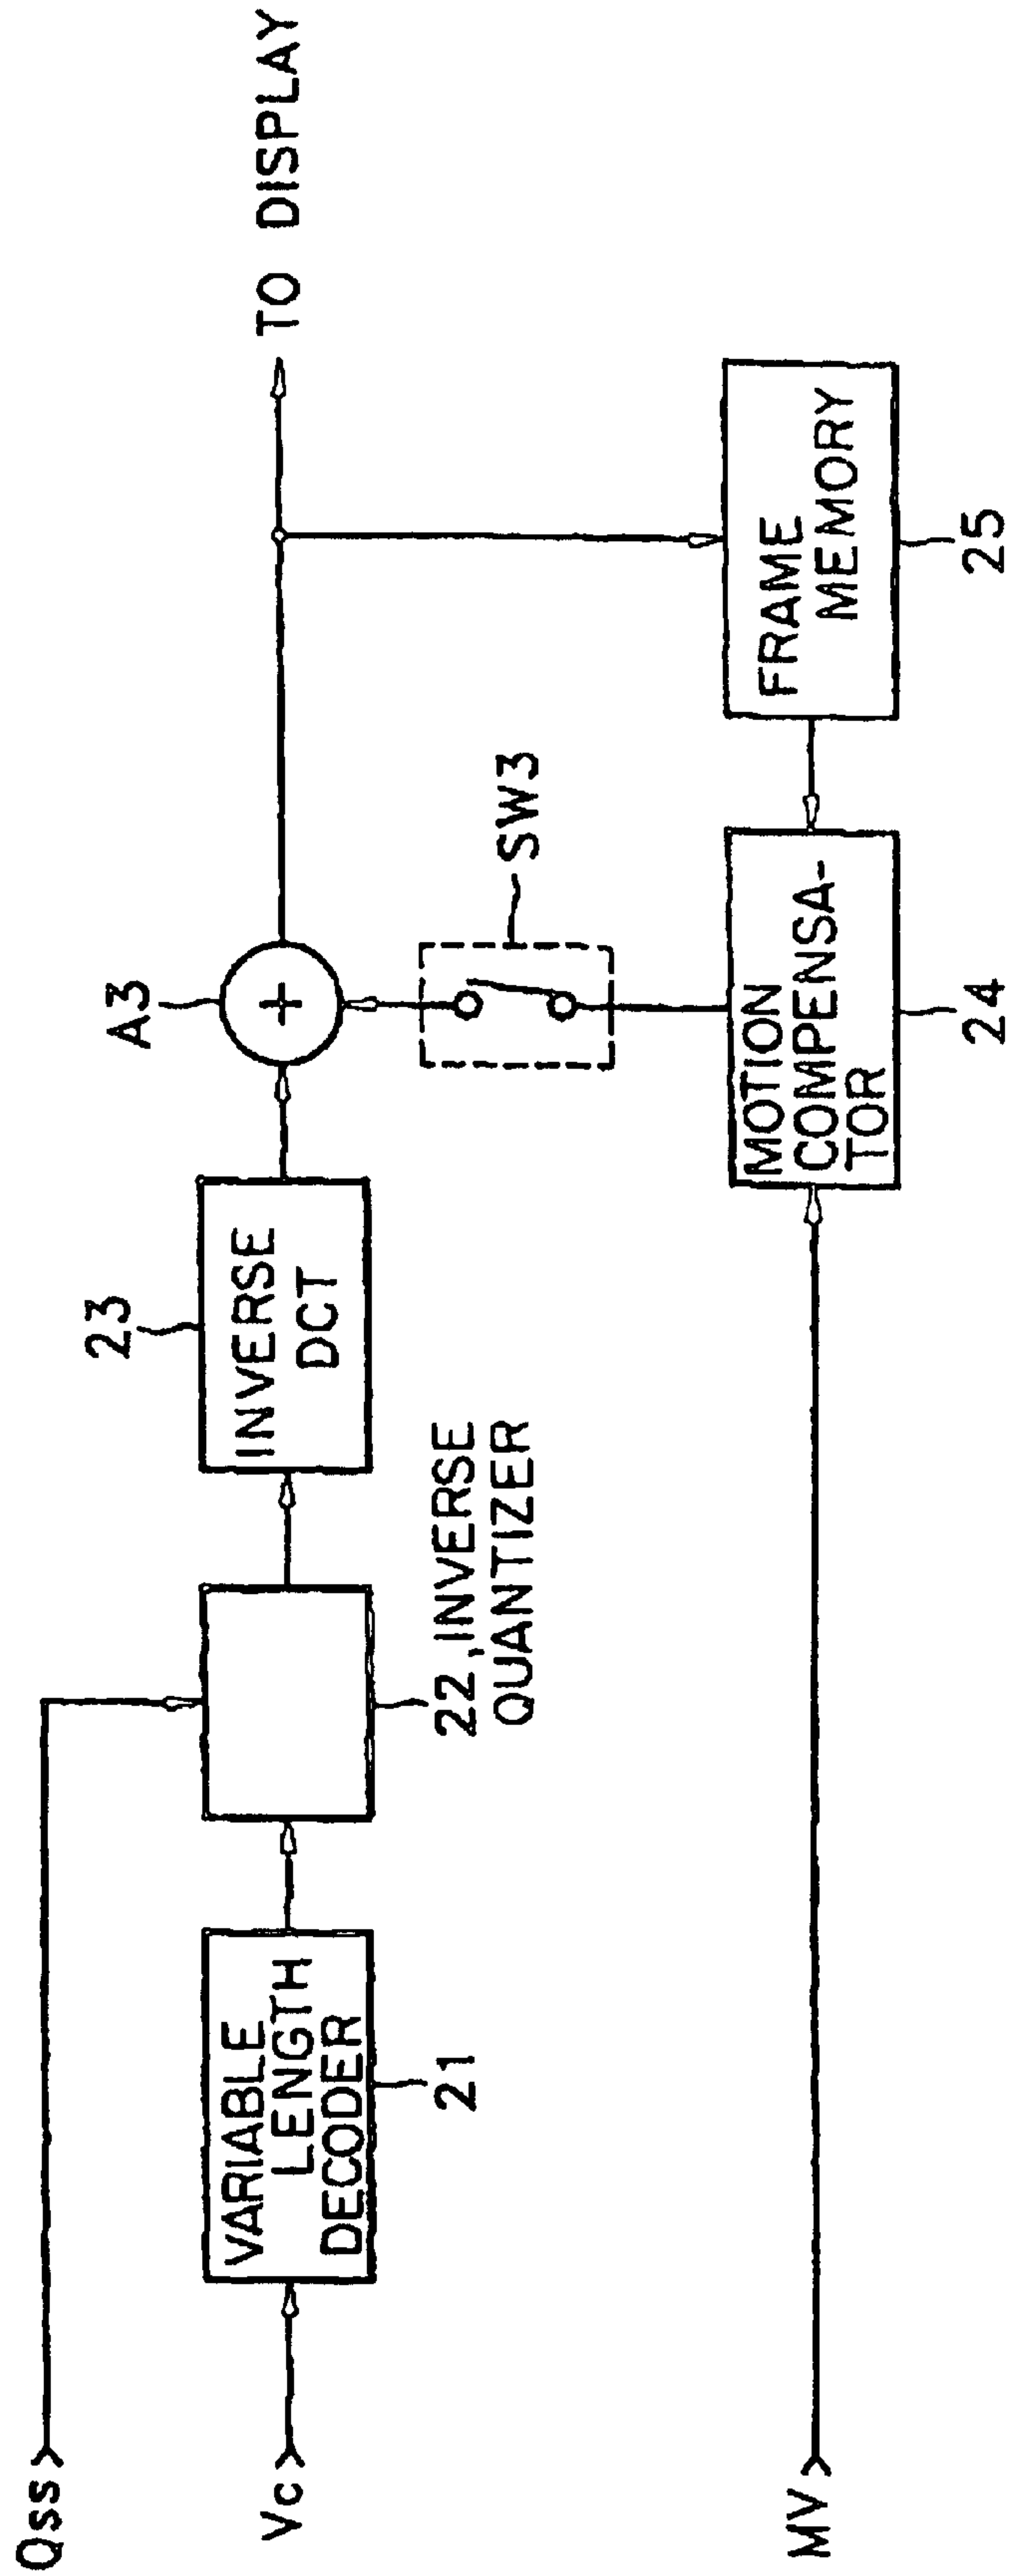 Qss
Vc
MV
VARIABLE
LENGTH
DECODER
21
22, INVERSE
QUANTIZER
INVERSE
DCT
23
A3
+
SW3
MOTION
COMPENSA-
TOR
24
FRAME
MEMORY
25
TO DISPLAY